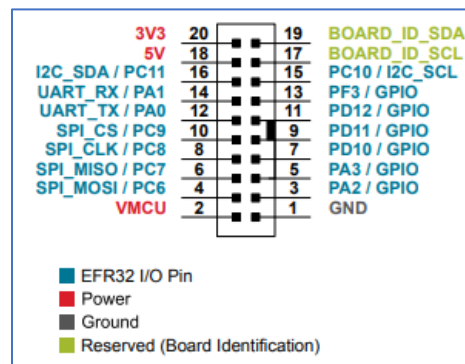 3V3 20 19 BOARD_ID_SDA
5V 18 17 BOARD_ID_SCL
I2C_SDA / PC11 16 15 PC10 / I2C_SCL
UART_RX / PA1 14 13 PF3 / GPIO
UART_TX / PA0 12 11 PD12 / GPIO
SPI_CS / PC9 10 9 PD11 / GPIO
SPI_CLK / PC8 8 7 PD10 / GPIO
SPI_MISO / PC7 6 5 PA3 / GPIO
SPI_MOSI / PC6 4 3 PA2 / GPIO
VMCU 2 1 GND
EFR32 I/O Pin
Power
Ground
Reserved (Board Identification)